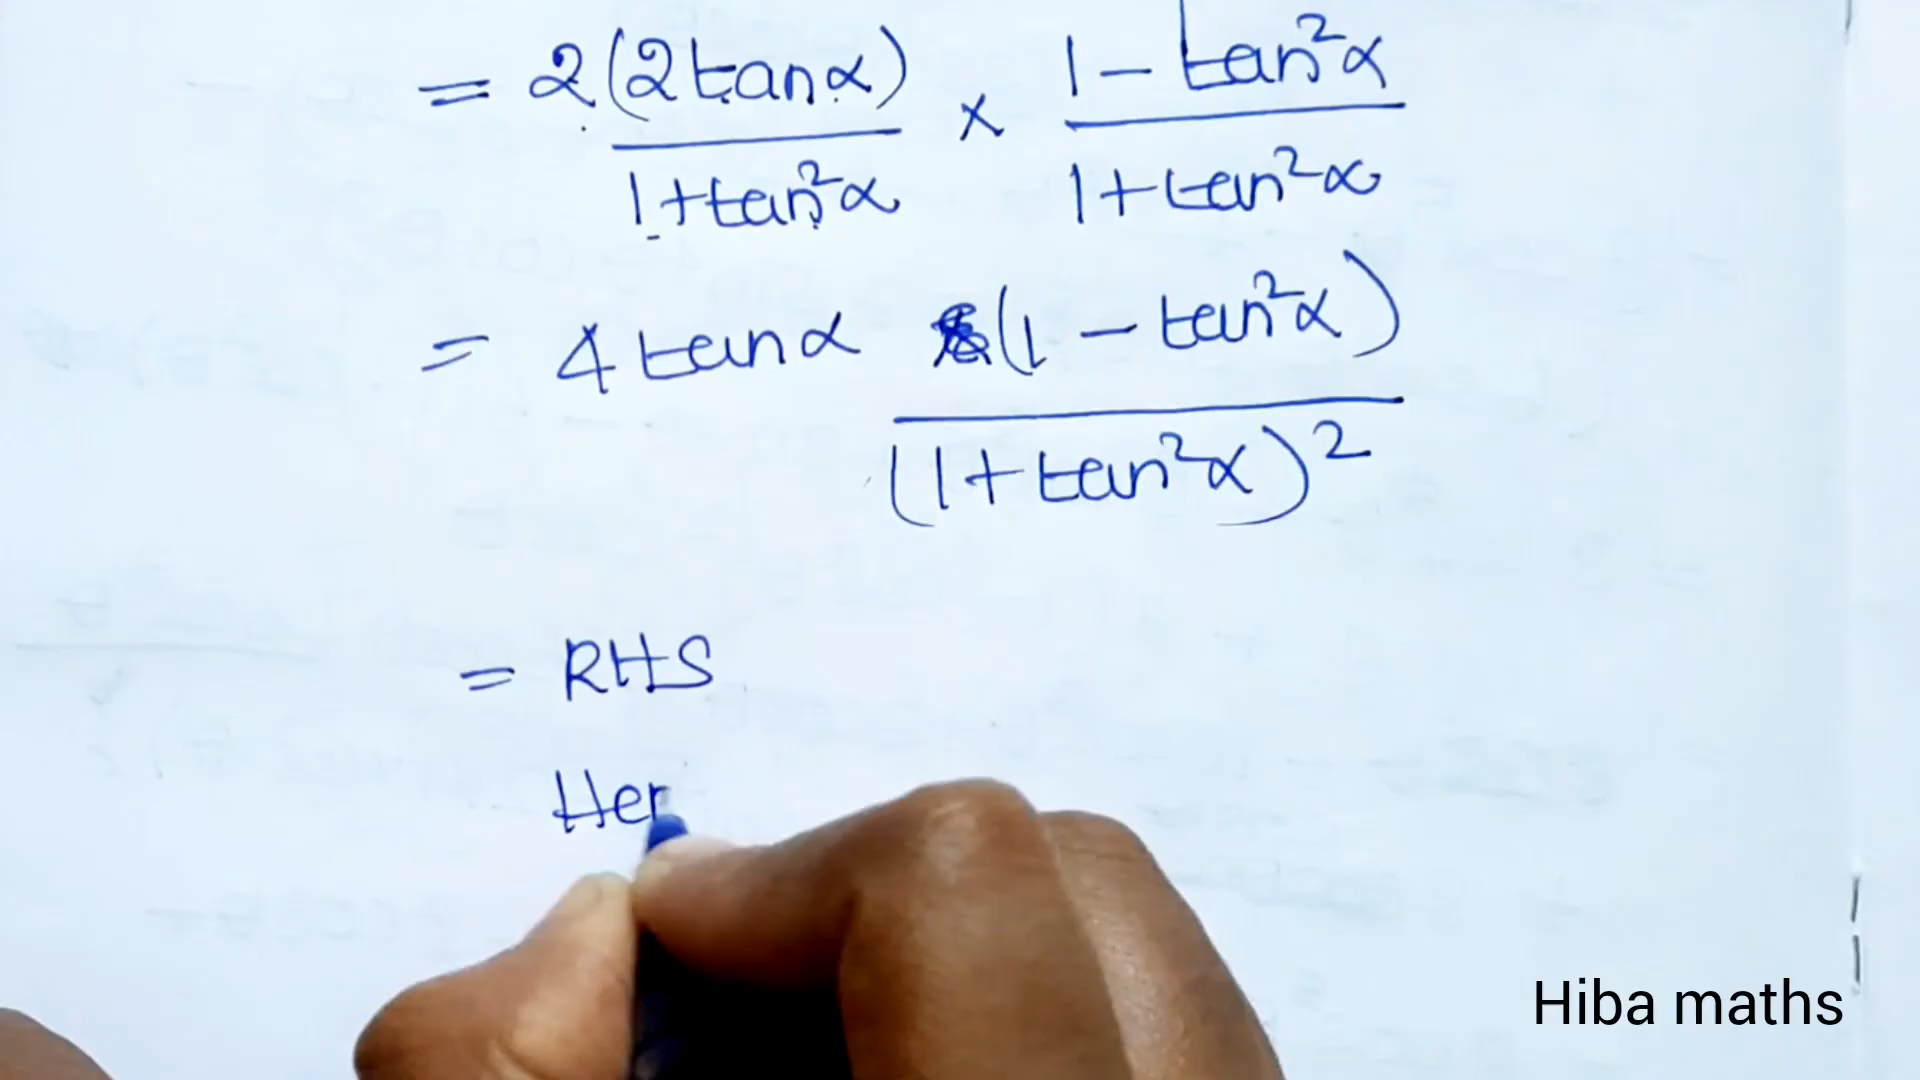 = 2(2tanα) / 1+tan²α × 1 - tan²α / 1+tan²α
= 4tanα (1 - tan²α) / (1+tan²α)²
= RHS
Her
Hiba maths